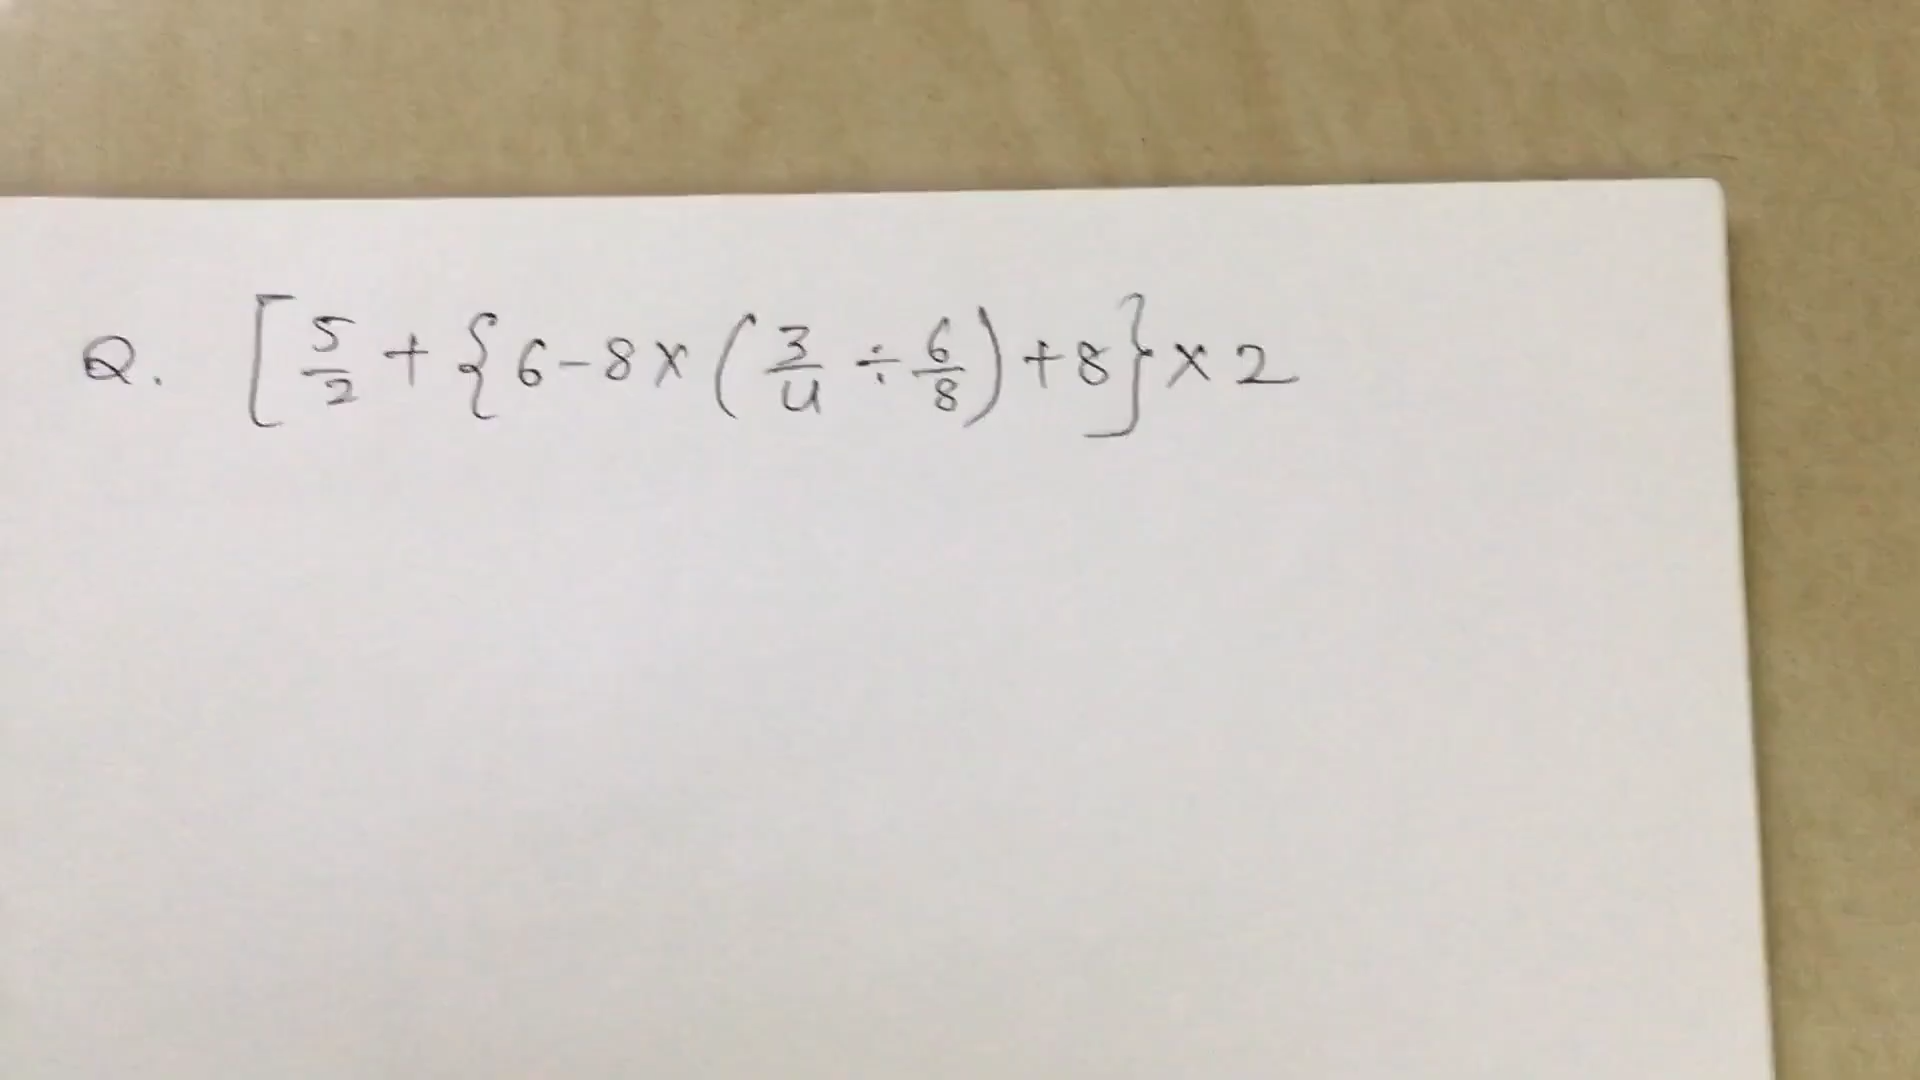 Q. [5/2 + {6 - 8 × (3/4 ÷ 6/8) + 8} × 2